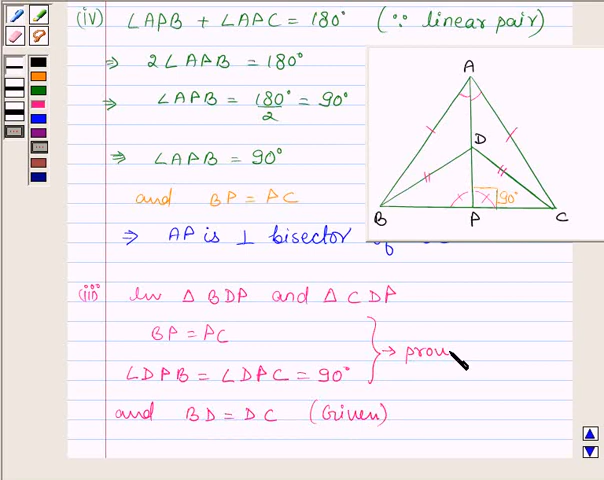 (iv) ∠APB + ∠APC = 180° (∵ linear pair)
⇒ 2∠APB = 180°
⇒ ∠APB = 180°/2 = 90°
⇒ ∠APB = 90°
and BP = PC
⇒ AP is ⊥ bisector of
A
D
90°
B
P
C
(iii) In △ BDP and △ CDP
BP = PC
∠DPB = ∠DPC = 90°
} → prov
and BD = DC (Given)